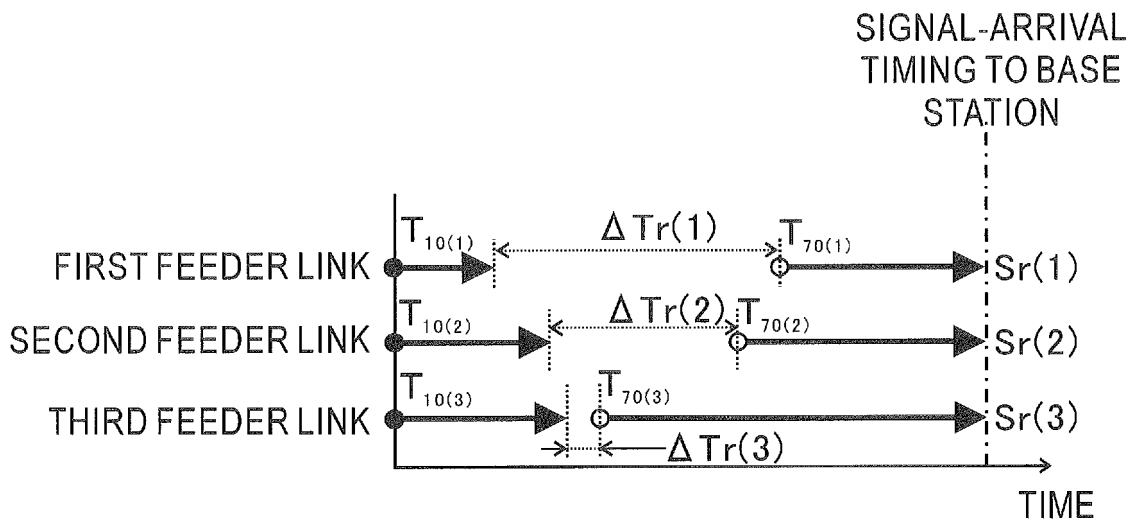 SIGNAL-ARRIVAL
TIMING TO BASE
STATION
T10(1)
ΔTr(1)
T70(1)
FIRST FEEDER LINK
Sr(1)
T10(2)
ΔTr(2)
T70(2)
SECOND FEEDER LINK
Sr(2)
T10(3)
T70(3)
THIRD FEEDER LINK
Sr(3)
ΔTr(3)
TIME